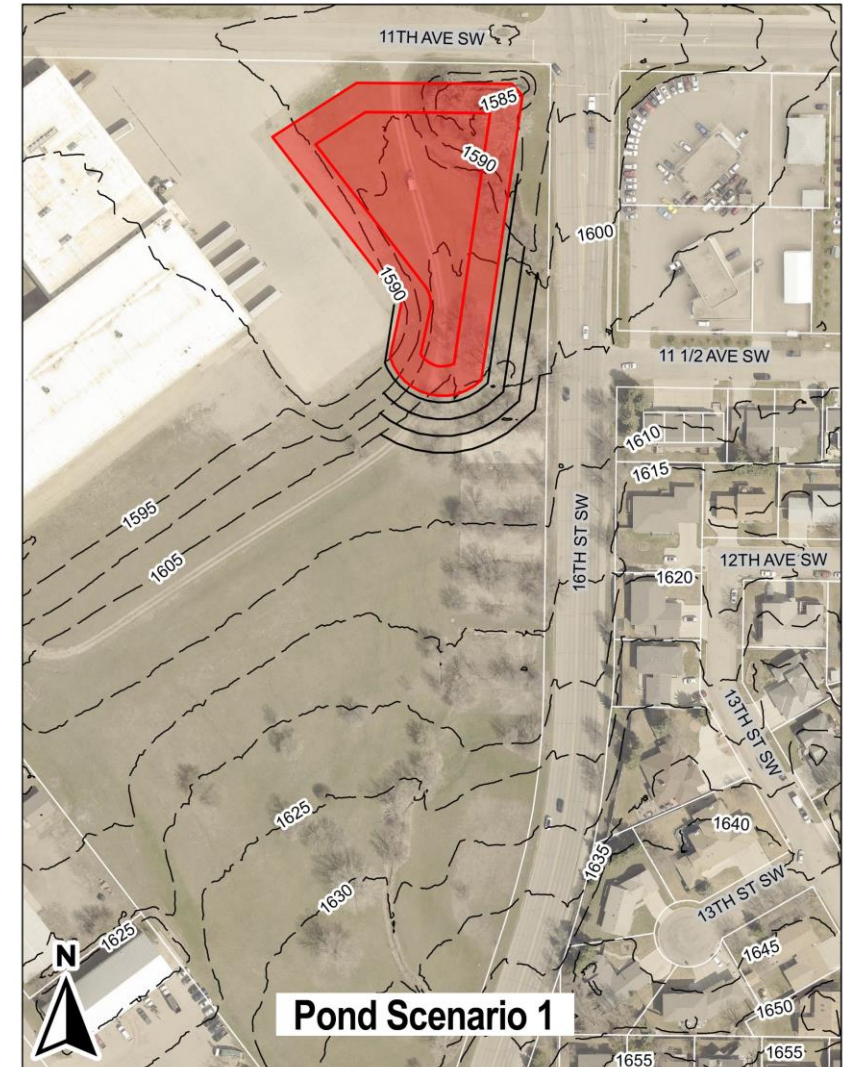 11TH AVE SW
1585
1590
1600
1590
11 1/2 AVE SW
1610
1615
1595
16TH ST SW
12TH AVE SW
1605
1620
13TH ST SW
1625
1640
1635
1630
13TH ST SW
1625
1645
N
Pond Scenario 1
1650
1655
1655